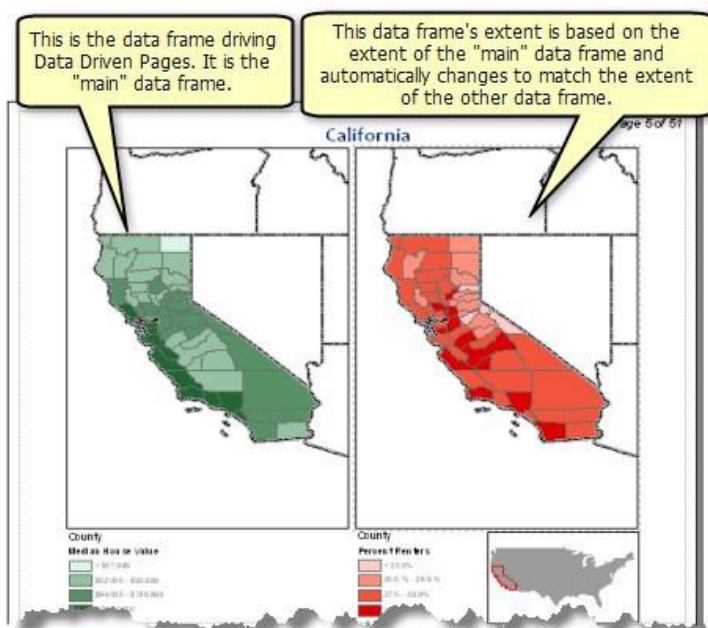 This is the data frame driving
Data Driven Pages. It is the
"main" data frame.
This data frame's extent is based on the
extent of the "main" data frame and
automatically changes to match the extent
of the other data frame.
age 5 of 51
California
County
Median House Value
County
Percent Renters